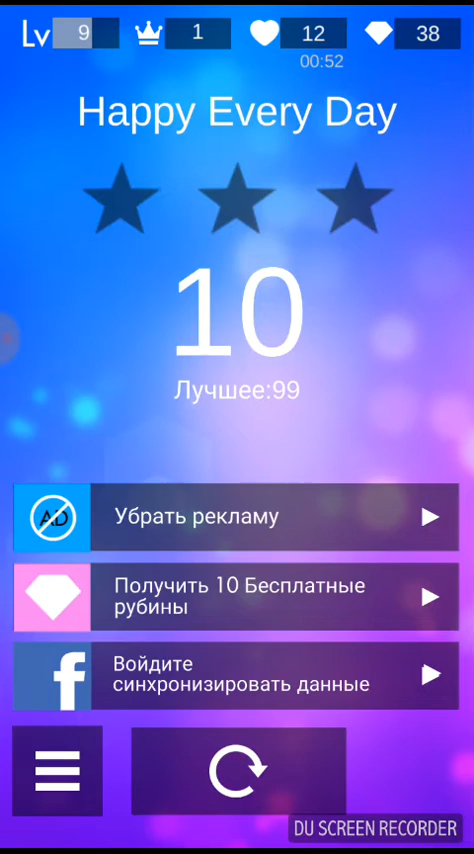 Lv 9 1 12 38
00:52
Happy Every Day
10
Лучшее:99
AD Убрать рекламу
Получить 10 Бесплатные
рубины
f Войдите
синхронизировать данные
DU SCREEN RECORDER